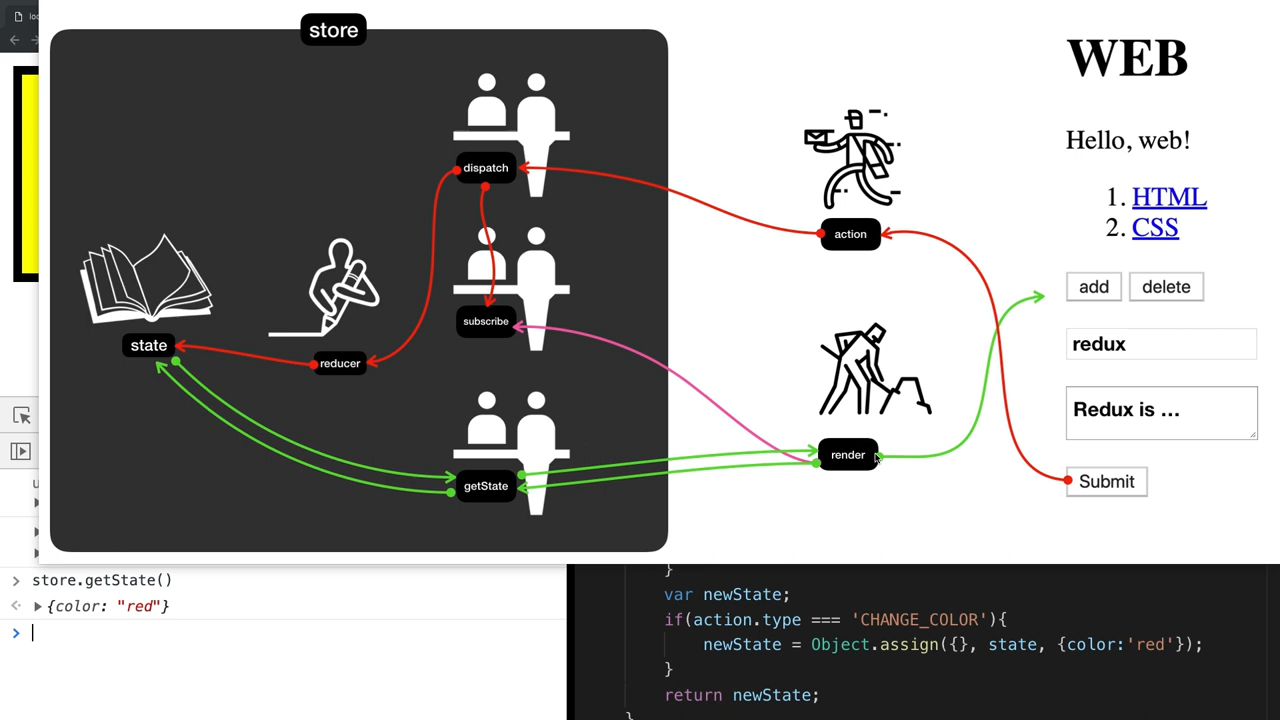 store
WEB
Hello, web!
1. HTML
2. CSS
add
delete
redux
Redux is ...
Submit
dispatch
action
subscribe
state
reducer
render
getState
store.getState()
{color: "red"}
}
var newState;
if(action.type === 'CHANGE_COLOR'){
newState = Object.assign({}, state, {color:'red'});
}
return newState;
}